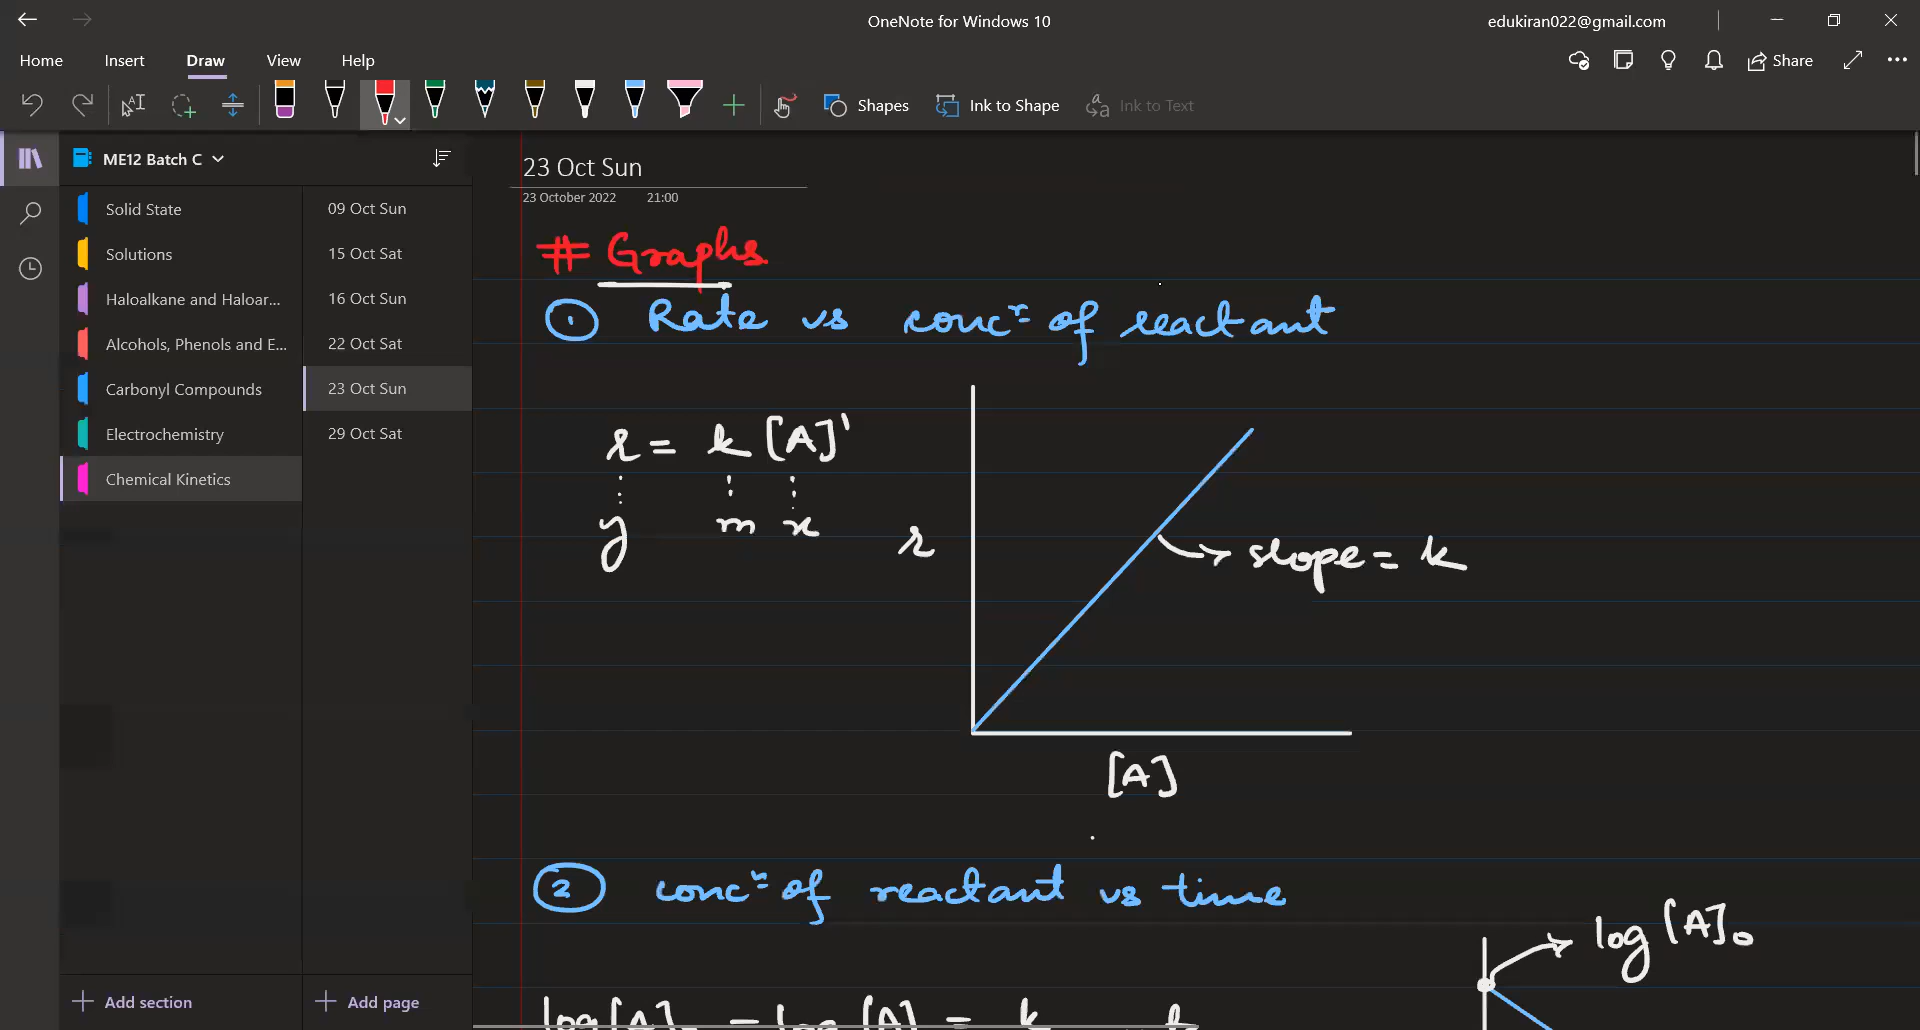 OneNote for Windows 10
edukiran022@gmail.com
Home Insert Draw View Help
Share
Shapes Ink to Shape Ink to Text
ME12 Batch C
Solid State
Solutions
Haloalkane and Haloar...
Alcohols, Phenols and E...
Carbonyl Compounds
Electrochemistry
Chemical Kinetics
Add section
09 Oct Sun
15 Oct Sat
16 Oct Sun
22 Oct Sat
23 Oct Sun
29 Oct Sat
Add page
23 Oct Sun
23 October 2022 21:00
# Graphs
① Rate vs concⁿ of reactant
r = k [A]¹
y m x
r
slope = k
[A]
② concⁿ of reactant vs time
log [A]₀